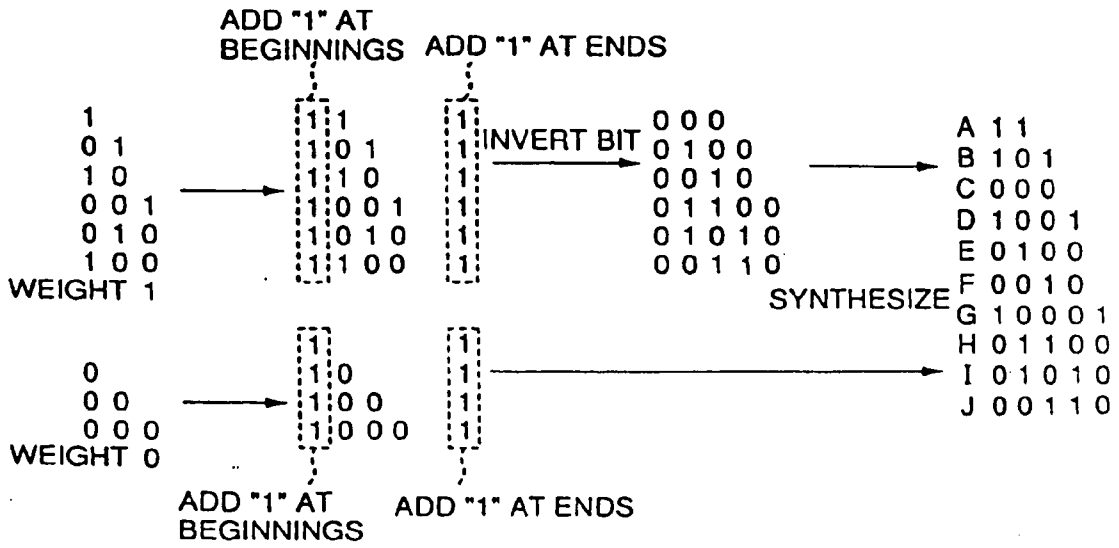 ADD "1" AT
BEGINNINGS
ADD "1" AT ENDS
1
0 1
1 0
0 0 1
0 1 0
1 0 0
WEIGHT 1
1 1
1 0 1
1 1 0
1 0 0 1
1 0 1 0
1 1 0 0
1
1
1
1
1
1
INVERT BIT
0 0 0
0 1 0 0
0 0 1 0
0 1 1 0 0
0 1 0 1 0
0 0 1 1 0
SYNTHESIZE
A 1 1
B 1 0 1
C 0 0 0
D 1 0 0 1
E 0 1 0 0
F 0 0 1 0
G 1 0 0 0 1
H 0 1 1 0 0
I 0 1 0 1 0
J 0 0 1 1 0
0
0 0
0 0 0
WEIGHT 0
1
1 0
1 0 0
1 0 0 0
1
1
1
1
ADD "1" AT
BEGINNINGS
ADD "1" AT ENDS